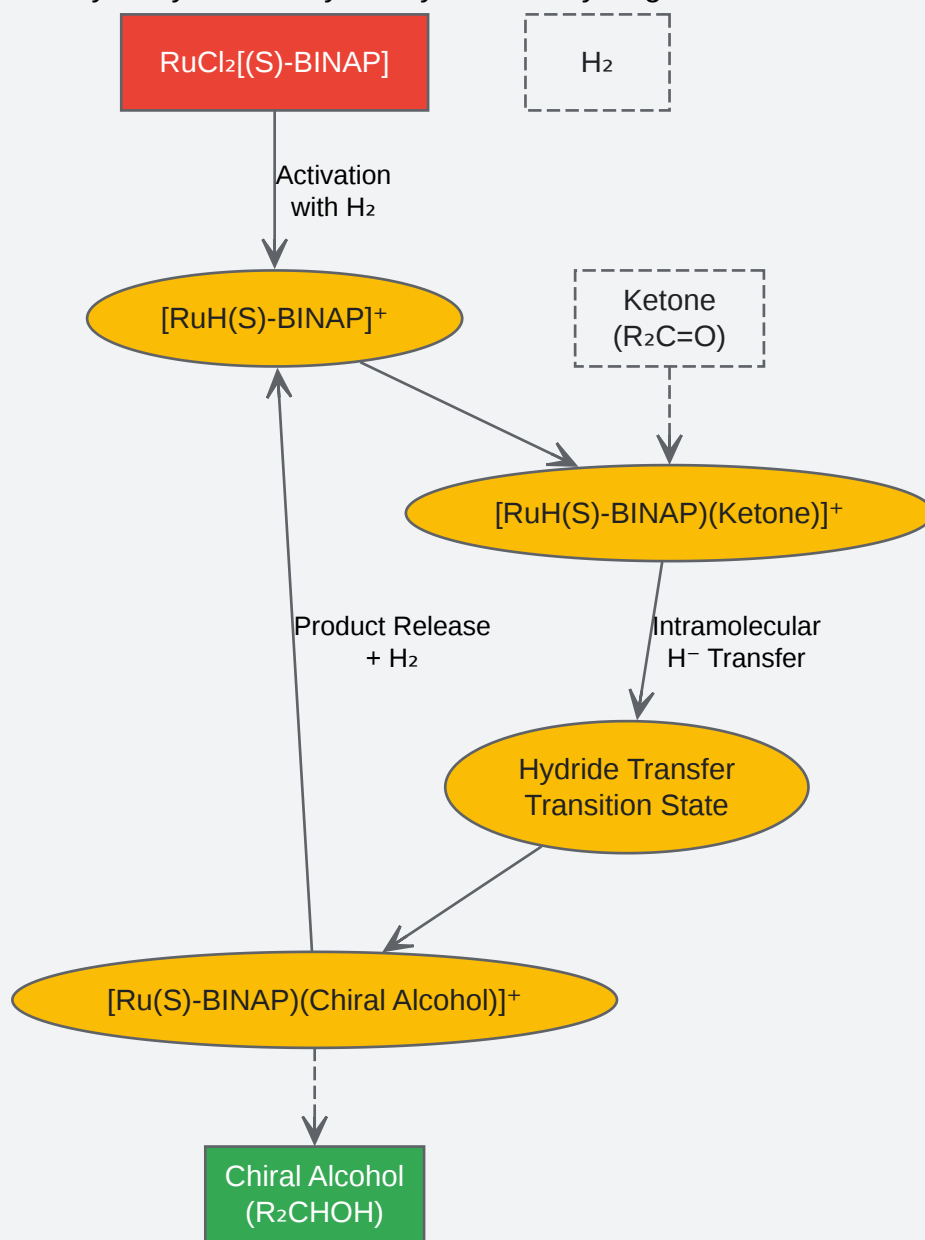 RuCl₂[(S)-BINAP]
H₂
Activation
with H₂
[RuH(S)-BINAP]⁺
Ketone
(R₂C=O)
[RuH(S)-BINAP)(Ketone)]⁺
Product Release
+ H₂
Intramolecular
H⁻ Transfer
Hydride Transfer
Transition State
[Ru(S)-BINAP)(Chiral Alcohol)]⁺
Chiral Alcohol
(R₂CHOH)